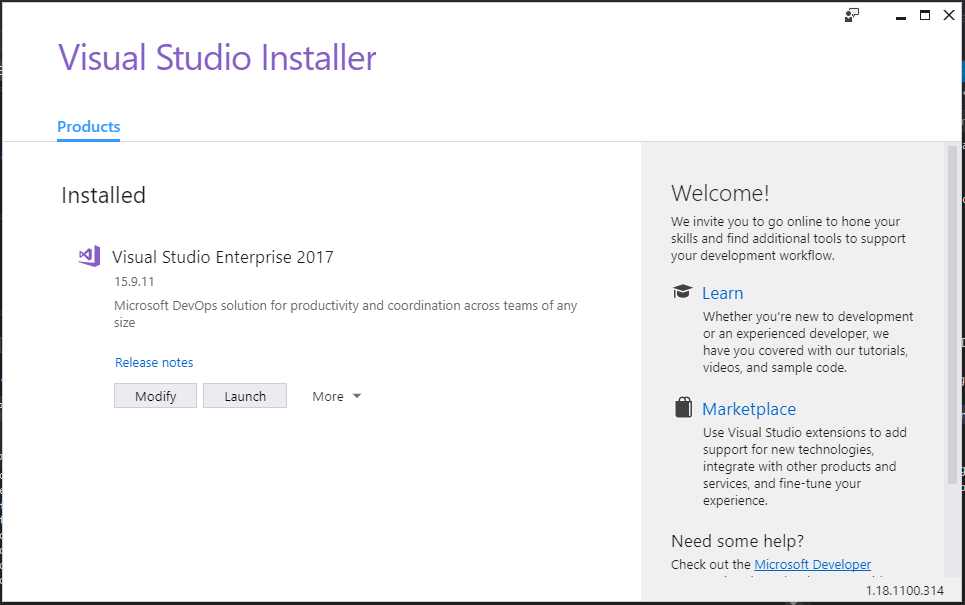 Visual Studio Installer
Products
Installed
Visual Studio Enterprise 2017
15.9.11
Microsoft DevOps solution for productivity and coordination across teams of any
size
Release notes
Modify
Launch
More
Welcome!
We invite you to go online to hone your
skills and find additional tools to support
your development workflow.
Learn
Whether you're new to development
or an experienced developer, we
have you covered with our tutorials,
videos, and sample code.
Marketplace
Use Visual Studio extensions to add
support for new technologies,
integrate with other products and
services, and fine-tune your
experience.
Need some help?
Check out the Microsoft Developer
1.18.1100.314